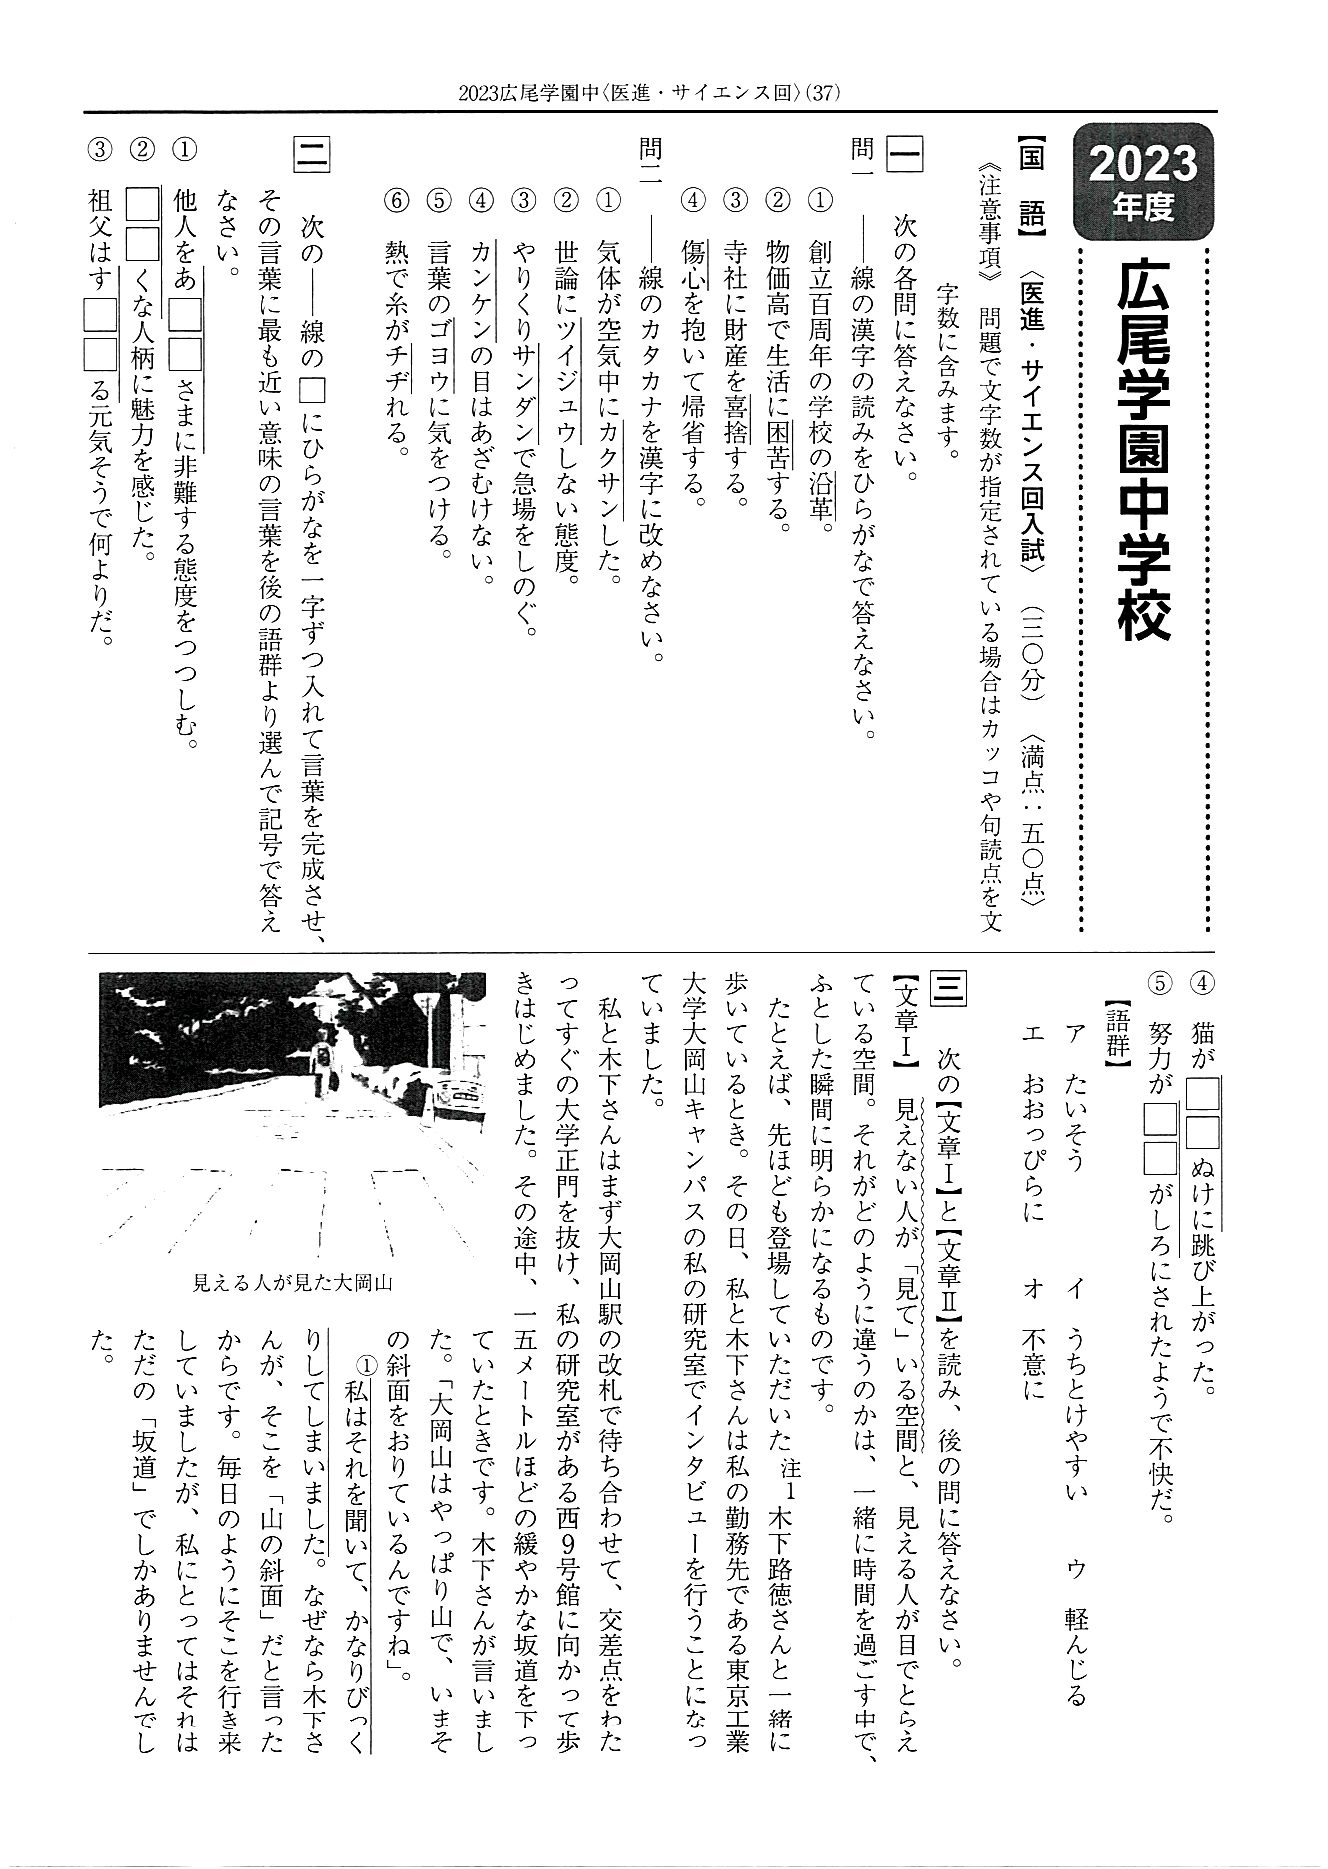 2023広尾学園中〈医進・サイエンス回〉(37)
2023
年度
広尾学園中学校
【国　語】〈医進・サイエンス回入試〉（三〇分）〈満点：五〇点〉
《注意事項》　問題で文字数が指定されている場合はカッコや句読点を文
字数に含みます。
一　次の各問に答えなさい。
問一　――線の漢字の読みをひらがなで答えなさい。
①　創立百周年の学校の沿革。
②　物価高で生活に困苦する。
③　寺社に財産を喜捨する。
④　傷心を抱いて帰省する。
問二　――線のカタカナを漢字に改めなさい。
①　気体が空気中にカクサンした。
②　世論にツイジュウしない態度。
③　やりくりサンダンで急場をしのぐ。
④　カンケンの目はあざむけない。
⑤　言葉のゴヨウに気をつける。
⑥　熱で糸がチヂれる。
二　次の――線の□にひらがなを一字ずつ入れて言葉を完成させ、
その言葉に最も近い意味の言葉を後の語群より選んで記号で答え
なさい。
①　他人をあ□□さまに非難する態度をつつしむ。
②　□□くな人柄に魅力を感じた。
③　祖父はす□□る元気そうで何よりだ。
④　猫が□□ぬけに跳び上がった。
⑤　努力が□□がしろにされたようで不快だ。
【語群】
ア　たいそう　　イ　うちとけやすい　　ウ　軽んじる
エ　おおっぴらに　　オ　不意に
三　次の【文章Ⅰ】と【文章Ⅱ】を読み、後の問に答えなさい。
【文章Ⅰ】　見えない人が「見て」いる空間と、見える人が目でとらえ
ている空間。それがどのように違うのかは、一緒に時間を過ごす中で、
ふとした瞬間に明らかになるものです。
たとえば、先ほども登場していただいた注1木下路徳さんと一緒に
歩いているとき。その日、私と木下さんは私の勤務先である東京工業
大学大岡山キャンパスの私の研究室でインタビューを行うことになっ
ていました。
私と木下さんはまず大岡山駅の改札で待ち合わせて、交差点をわた
ってすぐの大学正門を抜け、私の研究室がある西9号館に向かって歩
きはじめました。その途中、一五メートルほどの緩やかな坂道を下っ
ていたときです。木下さんが言いまし
た。「大岡山はやっぱり山で、いまそ
の斜面をおりているんですね」。
①私はそれを聞いて、かなりびっく
りしてしまいました。なぜなら木下さ
んが、そこを「山の斜面」だと言った
からです。毎日のようにそこを行き来
していましたが、私にとってはそれは
ただの「坂道」でしかありませんでし
た。
見える人が見た大岡山